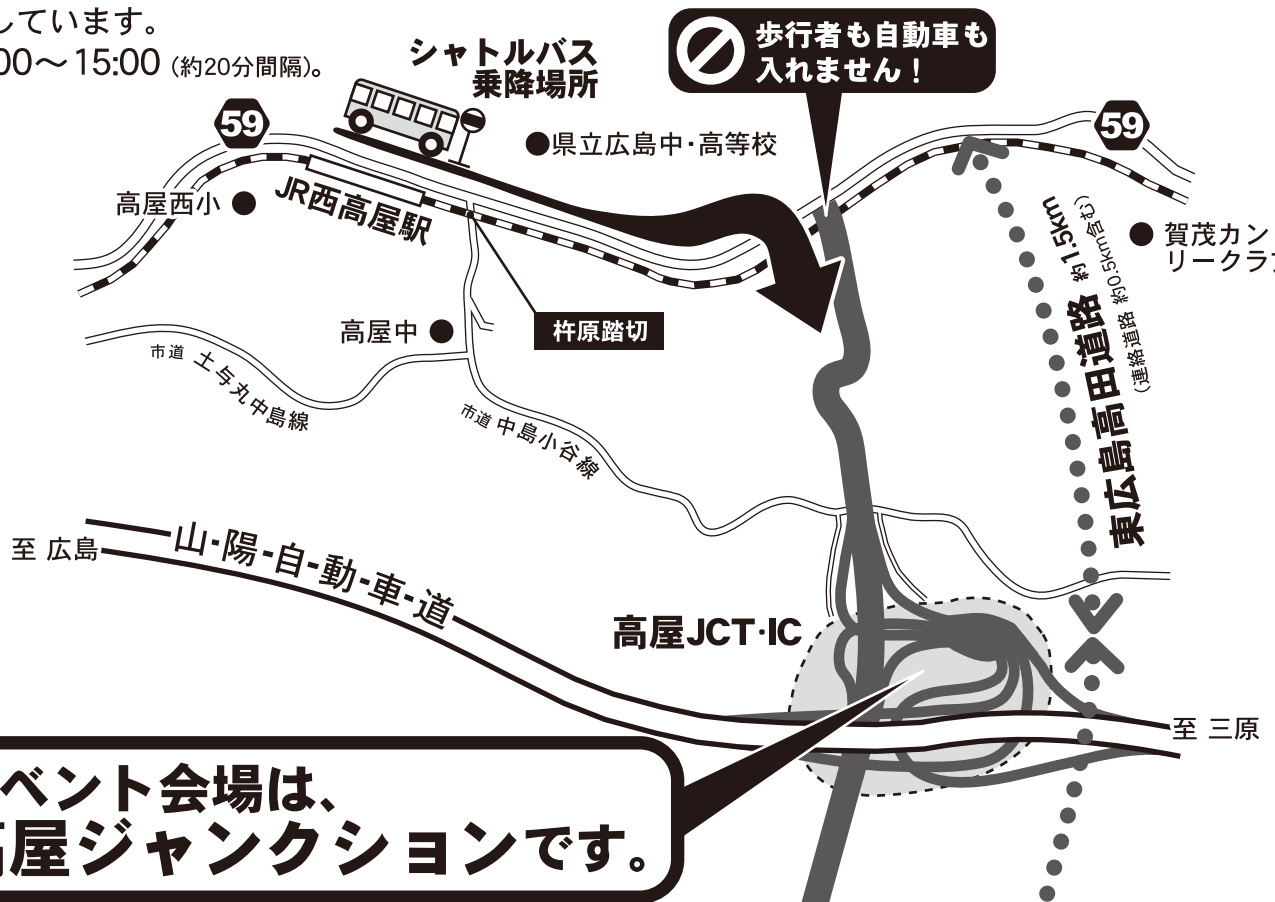 しています。
00～15:00（約20分間隔）。
シャトルバス
乗降場所
歩行者も自動車も
入れません！
59
59
県立広島中・高等校
高屋西小
JR西高屋駅
賀茂カン
リークラ
約1.5km
東広島高田道路
（連絡道路 約0.5km含む）
杵原踏切
高屋中
市道 土与丸中島線
市道 中島小谷線
至 広島
山・陽・自・動・車・道
高屋JCT・IC
至 三原
ベント会場は、
高屋ジャンクションです。